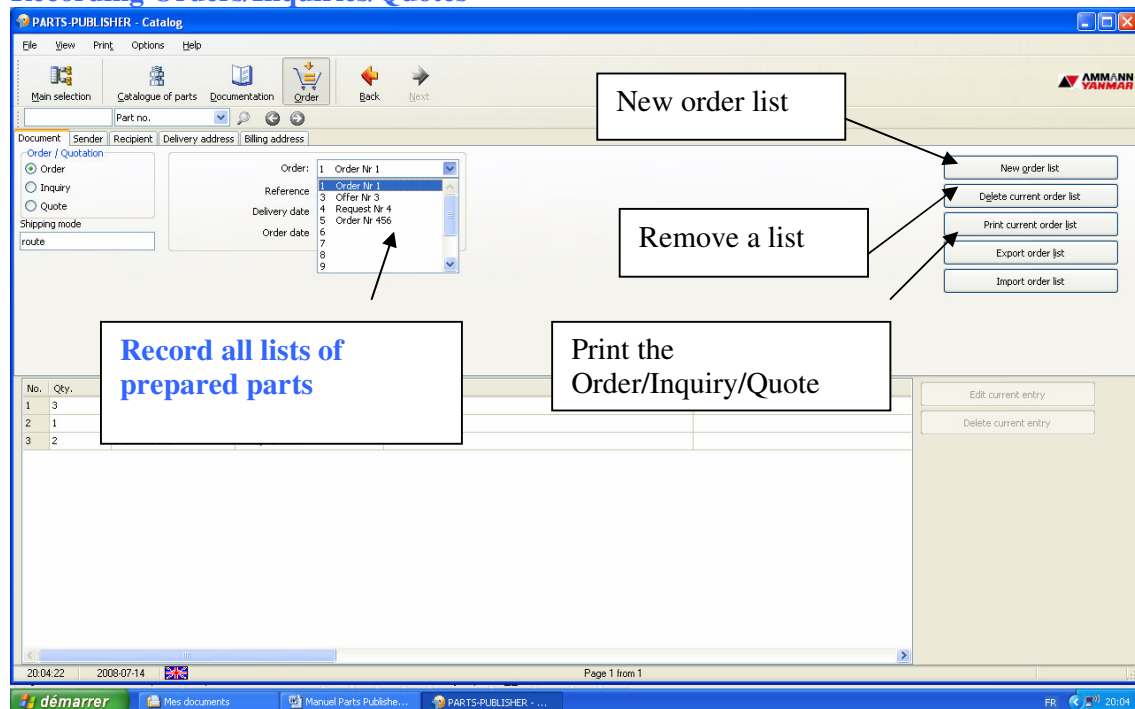 Recording Orders/Inquiries/Quotes
PARTS-PUBLISHER - Catalog
File View Print Options Help
Main selection Catalogue of parts Documentation Order Back Next
AMMANN
YANMAR
Part no.
Document Sender Recipient Delivery address Billing address
Order / Quotation
Order
Inquiry
Quote
Shipping mode
route
Order: 1 Order Nr 1
Reference
Delivery date
Order date
1 Order Nr 1
3 Offer Nr 3
4 Request Nr 4
5 Order Nr 456
6
7
8
9
New order list
Remove a list
Print the
Order/Inquiry/Quote
Record all lists of
prepared parts
New order list
Delete current order list
Print current order list
Export order list
Import order list
No. Qty.
1 3
2 1
3 2
Edit current entry
Delete current entry
20:04:22 2008-07-14 Page 1 from 1
démarrer Mes documents Manuel Parts Publishe... PARTS-PUBLISHER - ... FR 20:04